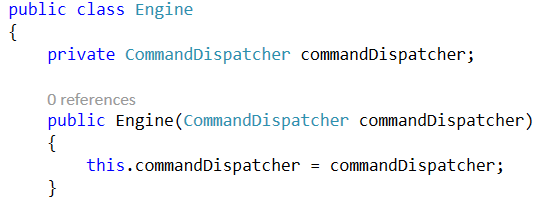 public class Engine
{
    private CommandDispatcher commandDispatcher;
    0 references
    public Engine(CommandDispatcher commandDispatcher)
    {
        this.commandDispatcher = commandDispatcher;
    }